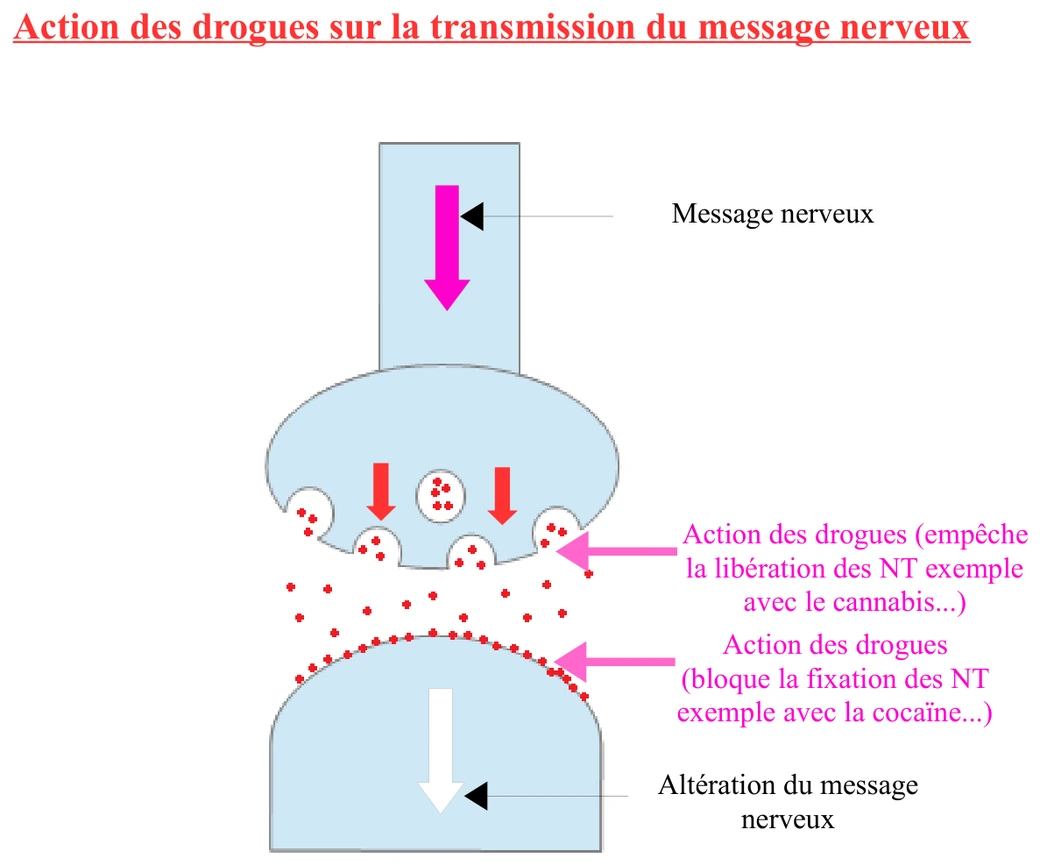 Action des drogues sur la transmission du message nerveux
Message nerveux
Action des drogues (empêche
la libération des NT exemple
avec le cannabis...)
Action des drogues
(bloque la fixation des NT
exemple avec la cocaïne...)
Altération du message
nerveux